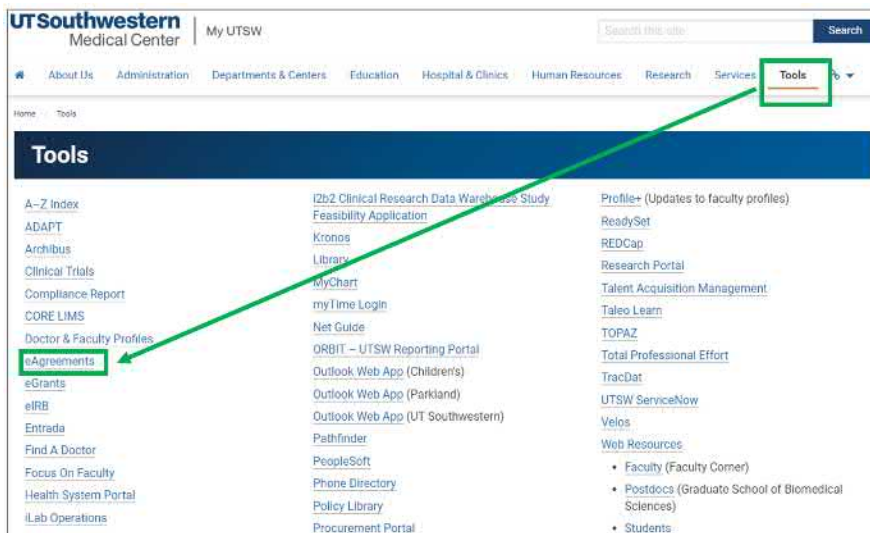 UTSouthwestern
Medical Center
My UTSW
Search this site
Search
About Us
Administration
Departments & Centers
Education
Hospital & Clinics
Human Resources
Research
Services
Tools
Home
Tools
Tools
A–Z Index
ADAPT
Archibus
Clinical Trials
Compliance Report
CORE LIMS
Doctor & Faculty Profiles
eAgreements
eGrants
eIRB
Entrada
Find A Doctor
Focus On Faculty
Health System Portal
iLab Operations
i2b2 Clinical Research Data Warehouse Study
Feasibility Application
Kronos
Library
MyChart
myTime Login
Net Guide
ORBIT – UTSW Reporting Portal
Outlook Web App (Children's)
Outlook Web App (Parkland)
Outlook Web App (UT Southwestern)
Pathfinder
PeopleSoft
Phone Directory
Policy Library
Procurement Portal
Profile+ (Updates to faculty profiles)
ReadySet
REDCap
Research Portal
Talent Acquisition Management
Taleo Learn
TOPAZ
Total Professional Effort
TracDat
UTSW ServiceNow
Velos
Web Resources
• Faculty (Faculty Corner)
• Postdocs (Graduate School of Biomedical
Sciences)
• Students